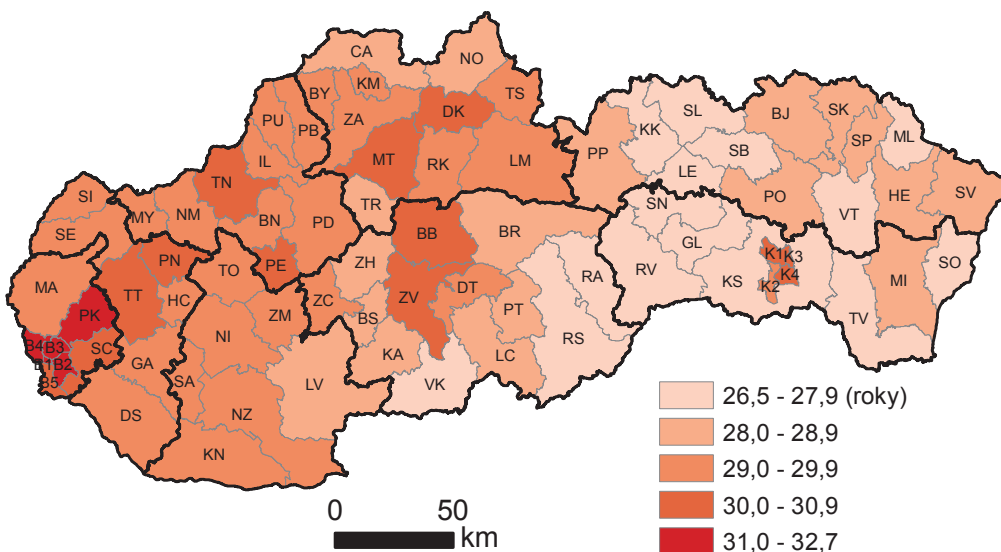 CA
NO
BY
KM
TS
PU
PB
ZA
DK
IL
MT
RK
LM
TN
SI
MY
NM
BN
PD
TR
SE
BB
BR
PN
PE
TO
ZH
MA
TT
HC
ZC
ZV
DT
PT
PK
NI
ZM
BS
B4
B3
SC
GA
KA
LC
B1
B2
B5
SA
LV
VK
DS
NZ
KN
PP
KK
SL
BJ
SK
ML
SB
SP
LE
PO
HE
SV
VT
SN
GL
K1
K3
SO
RA
RV
KS
K4
MI
K2
TV
RS
26,5 - 27,9 (roky)
28,0 - 28,9
29,0 - 29,9
30,0 - 30,9
31,0 - 32,7
0 50
km